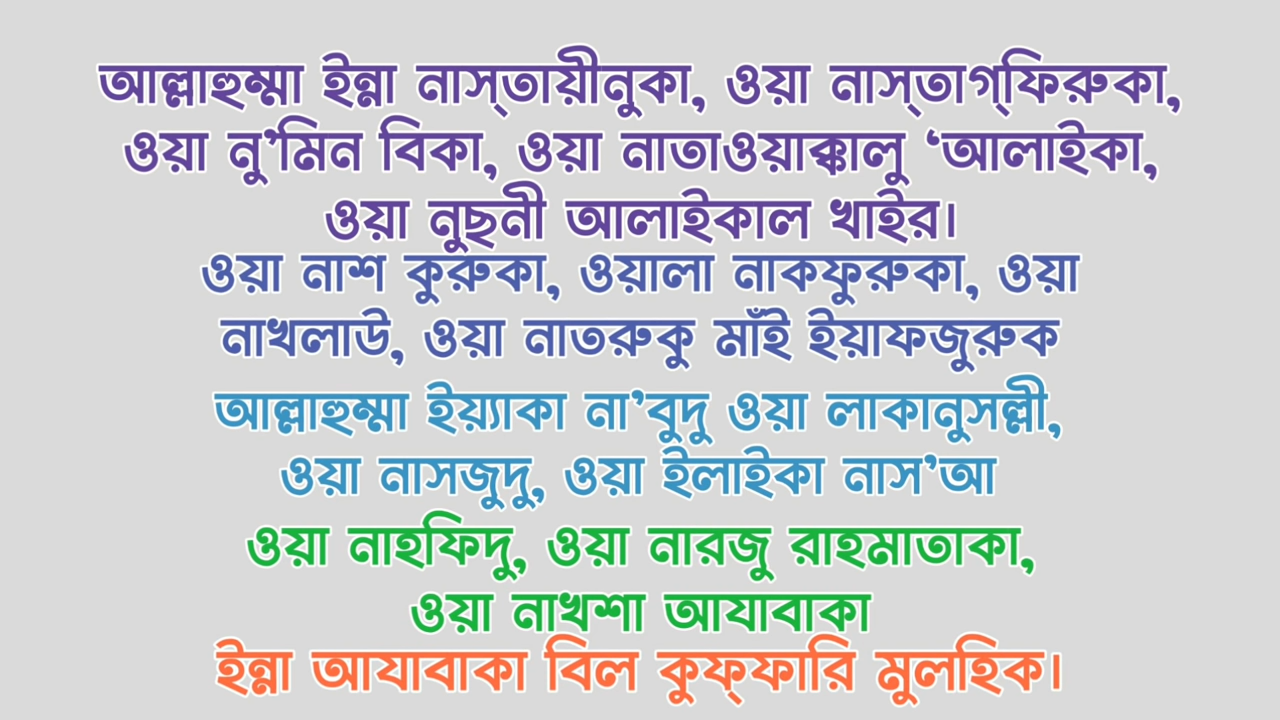 আল্লাহুম্মা ইন্না নাস্‌তায়ীনুকা, ওয়া নাস্‌তাগ্‌ফিরুকা,
ওয়া নু’মিন বিকা, ওয়া নাতাওয়াক্কালু ‘আলাইকা,
ওয়া নুছনী আলাইকাল খাইর।
ওয়া নাশ কুরুকা, ওয়ালা নাকফুরুকা, ওয়া
নাখলাউ, ওয়া নাতরুকু মাঁই ইয়াফজুরুক
আল্লাহুম্মা ইয়্যাকা না’বুদু ওয়া লাকানুসল্লী,
ওয়া নাসজুদু, ওয়া ইলাইকা নাস’আ
ওয়া নাহফিদু, ওয়া নারজু রাহমাতাকা,
ওয়া নাখশা আযাবাকা
ইন্না আযাবাকা বিল কুফ্‌ফারি মুলহিক।